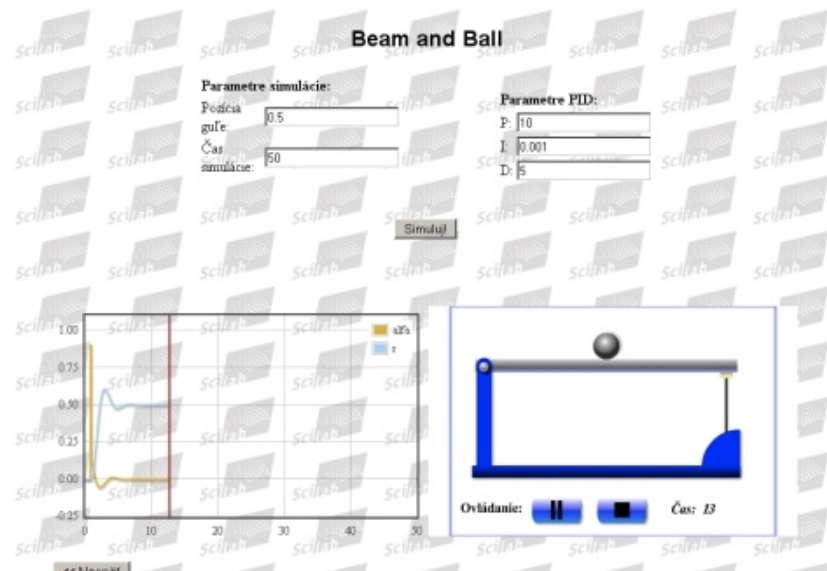 Beam and Ball
Parametre simulácie:
Pozícia guľe: 0.5
Čas simulácie: 50
Parametre PID:
P: 10
I: 0.001
D: 5
Simuluj!
1.00
0.75
0.50
0.25
0.00
-0.25
0 10 20 30 40 50
alfa
r
Ovládanie:
Čas: 13
<< Naspäť
Scilab